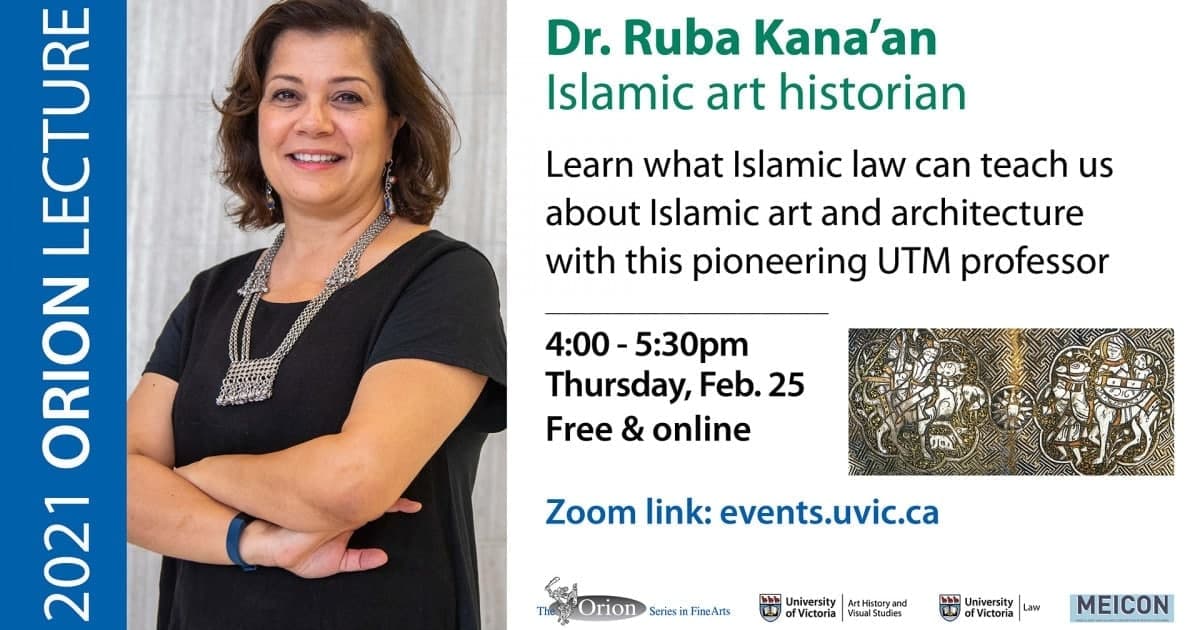 2021 ORION LECTURE
Dr. Ruba Kana’an
Islamic art historian
Learn what Islamic law can teach us
about Islamic art and architecture
with this pioneering UTM professor
4:00 - 5:30pm
Thursday, Feb. 25
Free & online
Zoom link: events.uvic.ca
The Orion Series in Fine Arts
University
of Victoria
Art History and
Visual Studies
University
of Victoria
Law
MEICON